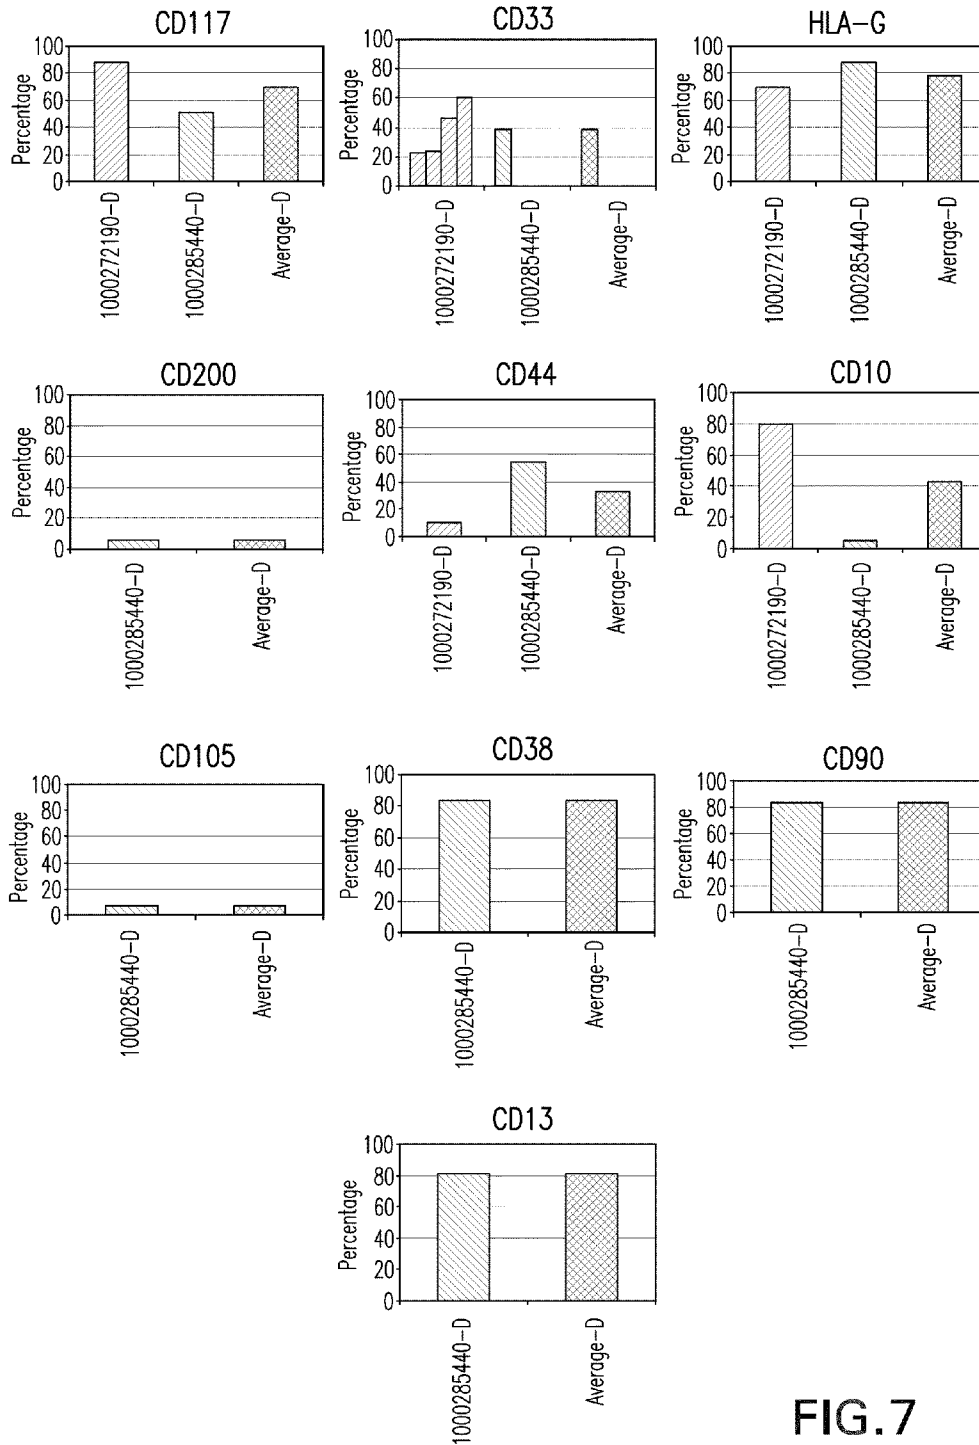 CD117
Percentage
100
80
60
40
20
0
1000272190-D
1000285440-D
Average-D
CD33
100
80
60
40
20
0
1000272190-D
1000285440-D
Average-D
HLA-G
Percentage
100
80
60
40
20
0
1000272190-D
1000285440-D
Average-D
CD200
Percentage
100
80
60
40
20
0
1000285440-D
Average-D
CD44
Percentage
100
80
60
40
20
0
1000272190-D
1000285440-D
Average-D
CD10
Percentage
100
80
60
40
20
0
1000272190-D
1000285440-D
Average-D
CD105
Percentage
100
80
60
40
20
0
1000285440-D
Average-D
CD38
Percentage
100
80
60
40
20
0
1000285440-D
Average-D
CD90
Percentage
100
80
60
40
20
0
1000285440-D
Average-D
CD13
Percentage
100
80
60
40
20
0
1000285440-D
Average-D
FIG.7